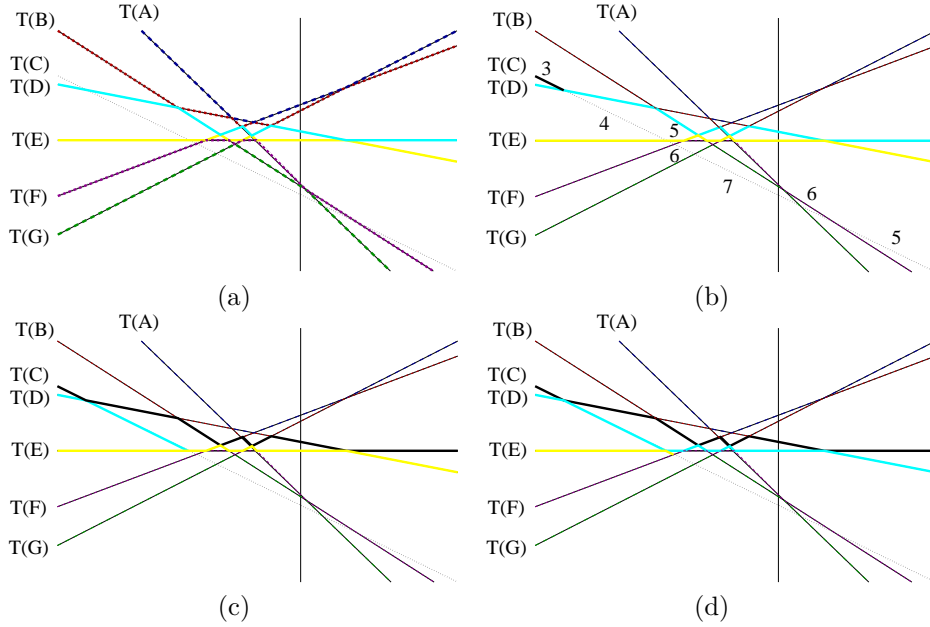 T(A)
T(B)
T(C)
T(D)
T(E)
T(F)
T(G)
(a)
T(A)
T(B)
T(C)
3
T(D)
4
5
T(E)
6
7
6
T(F)
5
T(G)
(b)
T(A)
T(B)
T(C)
T(D)
T(E)
T(F)
T(G)
(c)
T(A)
T(B)
T(C)
T(D)
T(E)
T(F)
T(G)
(d)